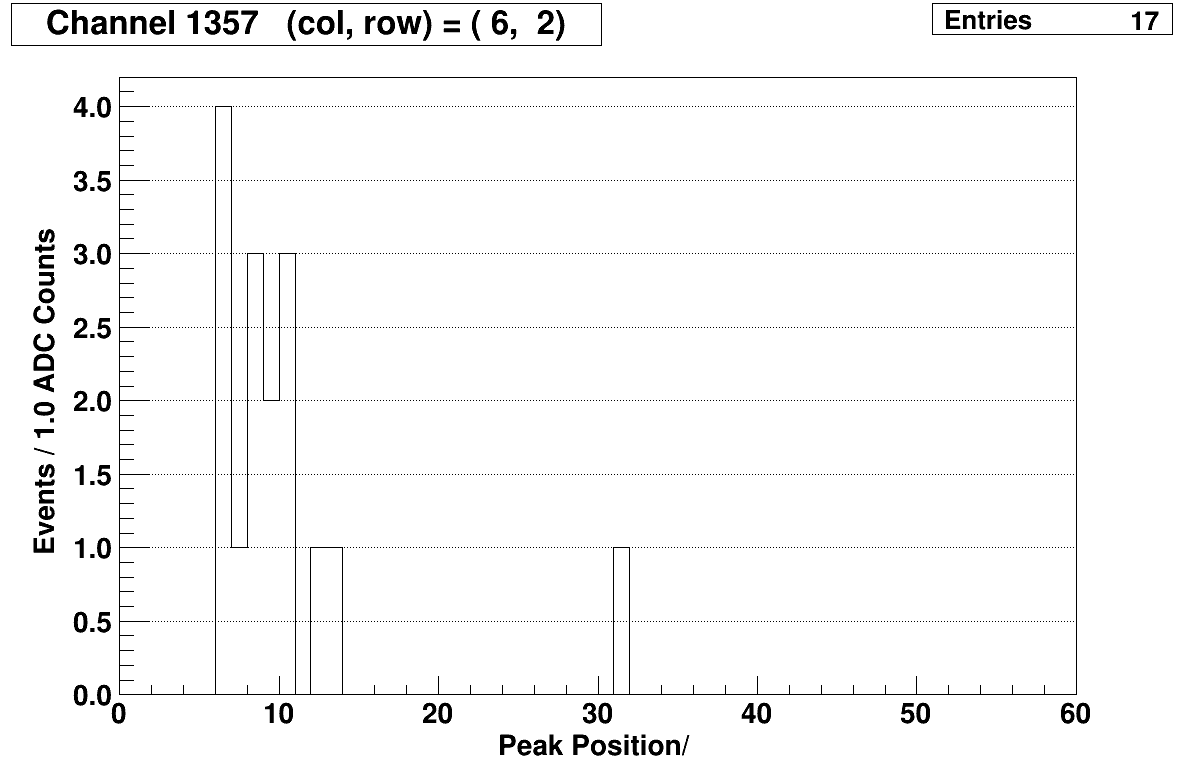 Channel 1357 (col, row) = ( 6, 2)
Entries 17
4.0
3.5
3.0
2.5
2.0
1.5
1.0
0.5
0.0
Events / 1.0 ADC Counts
0 10 20 30 40 50 60
Peak Position/